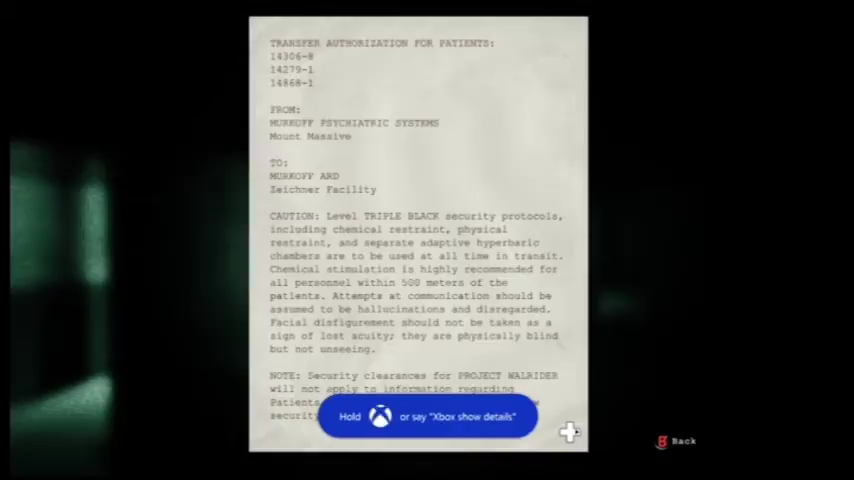 TRANSFER AUTHORIZATION FOR PATIENTS:
14306-8
14279-1
14868-1
FROM:
MURKOFF PSYCHIATRIC SYSTEMS
Mount Massive
TO:
MURKOFF ARD
Zeichner Facility
CAUTION: Level TRIPLE BLACK security protocols,
including chemical restraint, physical
restraint, and separate adaptive hyperbaric
chambers are to be used at all time in transit.
Chemical stimulation is highly recommended for
all personnel within 500 meters of the
patients. Attempts at communication should be
assumed to be hallucinations and disregarded.
Facial disfigurement should not be taken as a
sign of lost acuity; they are physically blind
but not unseeing.
NOTE: Security clearances for PROJECT WALRIDER
will not apply to information regarding
Patients
security
Hold or say "Xbox show details"
B Back